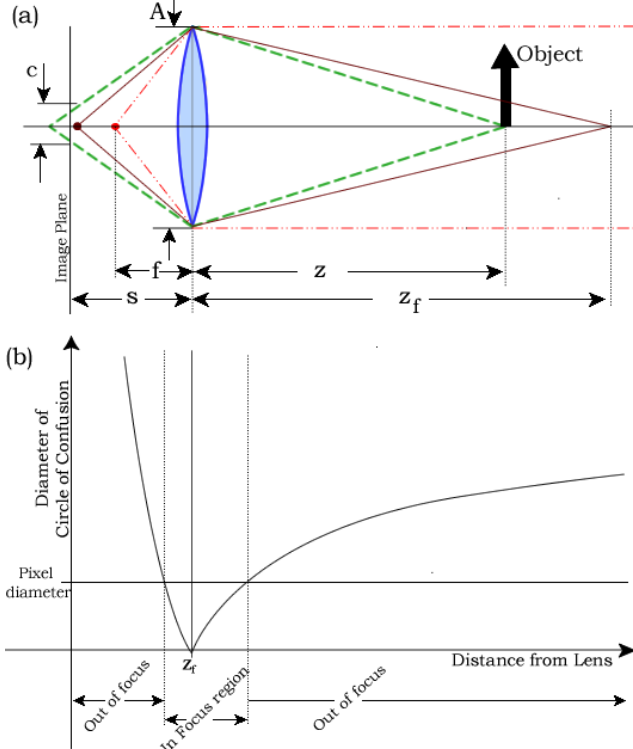 (a)
A
Object
c
Image Plane
f
z
s
z_f
(b)
Diameter of
Circle of Confusion
Pixel
diameter
z_f
Distance from Lens
Out of focus
In Focus region
Out of focus